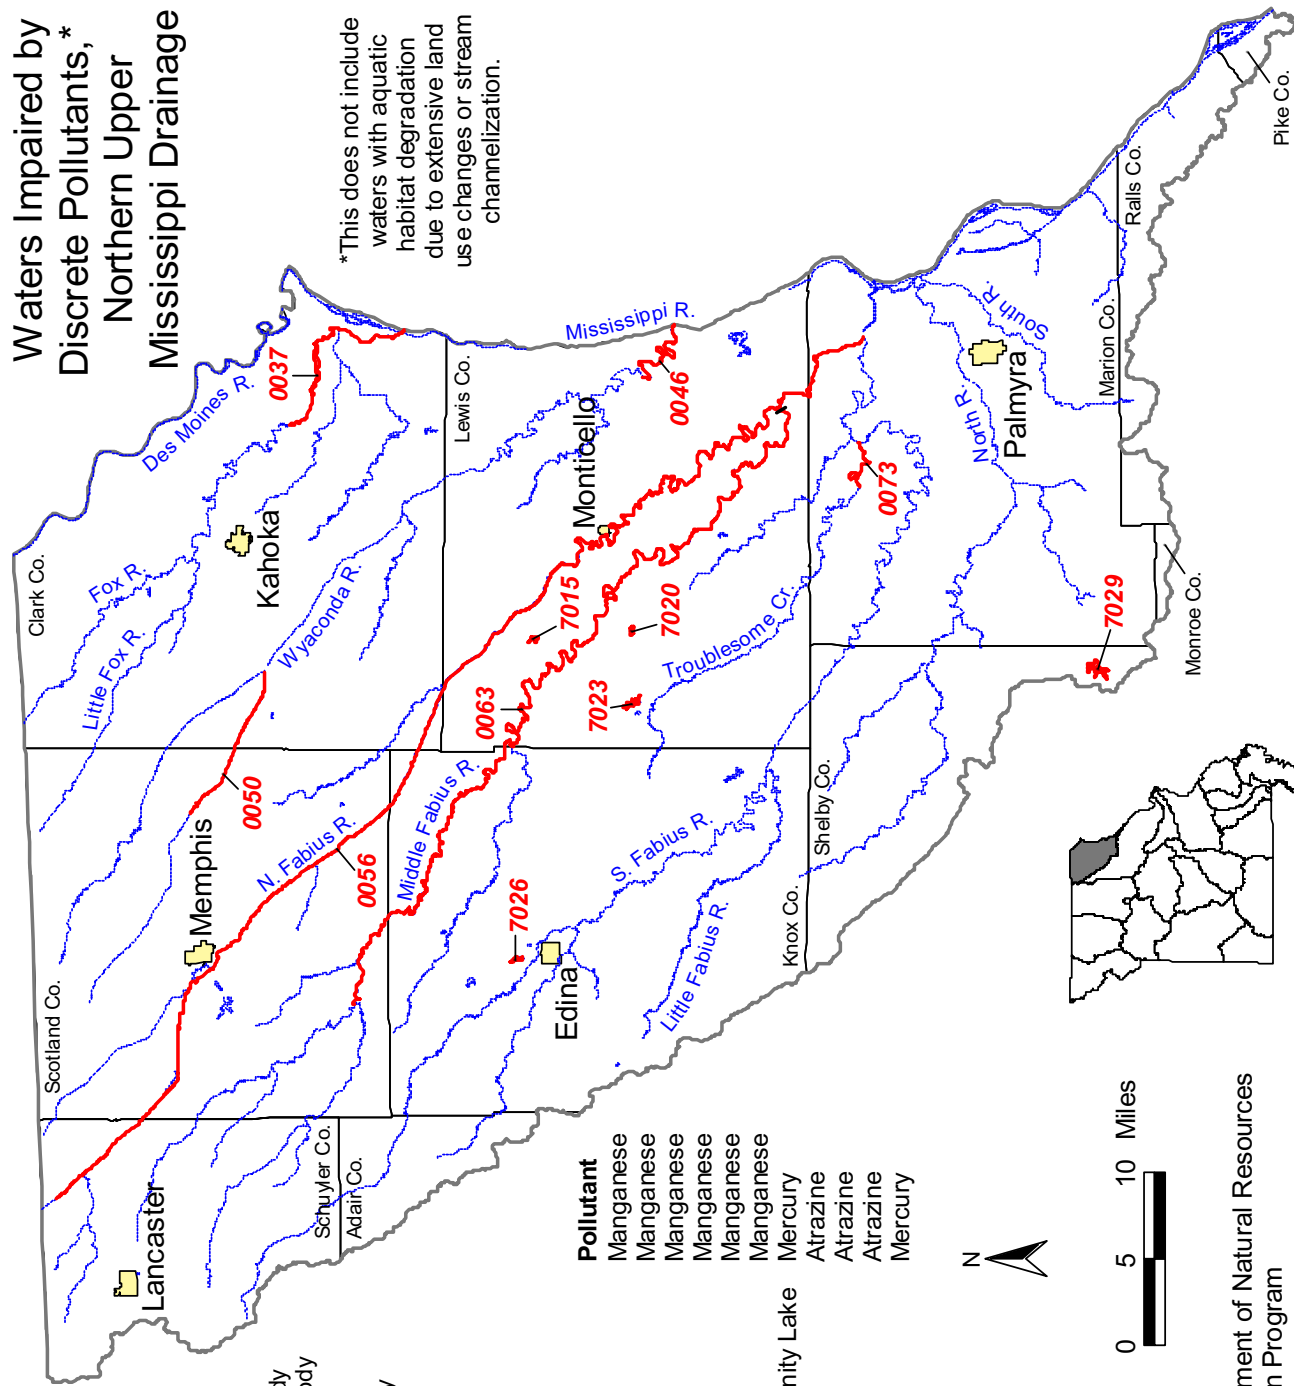 Waters Impaired by
Discrete Pollutants,*
Northern Upper
Mississippi Drainage
*This does not include
waters with aquatic
habitat degradation
due to extensive land
use changes or stream
channelization.
Clark Co.
Scotland Co.
Schuyler Co.
Adair Co.
Knox Co.
Shelby Co.
Lewis Co.
Marion Co.
Ralls Co.
Monroe Co.
Pike Co.
Des Moines R.
Fox R.
Little Fox R.
Wyaconda R.
N. Fabius R.
Middle Fabius R.
S. Fabius R.
Little Fabius R.
Troublesome Cr.
Mississippi R.
North R.
South R.
Kahoka
Memphis
Lancaster
Edina
Monticello
Palmyra
0037
0046
0050
0056
0063
0073
7015
7020
7023
7026
7029
Pollutant
Manganese
Manganese
Manganese
Manganese
Manganese
Manganese
nity Lake Mercury
Atrazine
Atrazine
Atrazine
Mercury
N
0 5 10 Miles
ment of Natural Resources
n Program